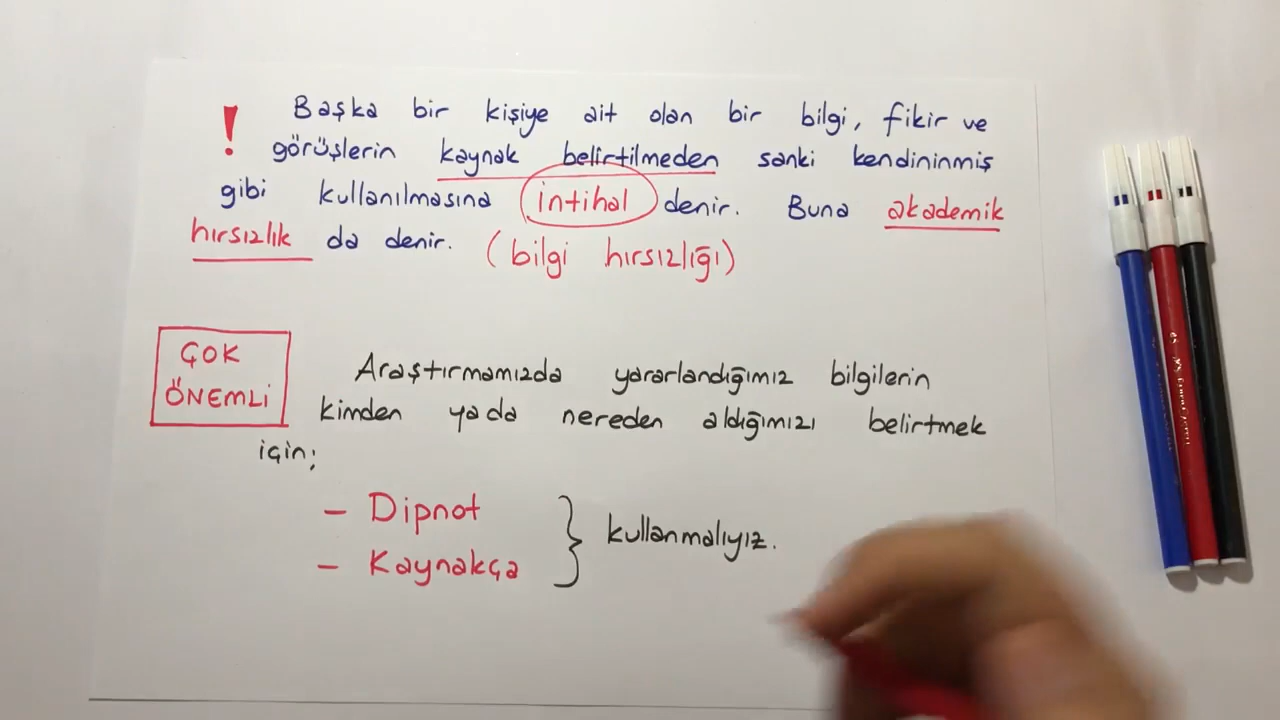 ! Başka bir kişiye ait olan bir bilgi, fikir ve
görüşlerin kaynak belirtilmeden sanki kendininmiş
gibi kullanılmasına intihal denir. Buna akademik
hırsızlık da denir. (bilgi hırsızlığı)
ÇOK
ÖNEMLİ
Araştırmamızda yararlandığımız bilgilerin
kimden yada nereden aldığımızı belirtmek
için;
- Dipnot
- Kaynakça
kullanmalıyız.